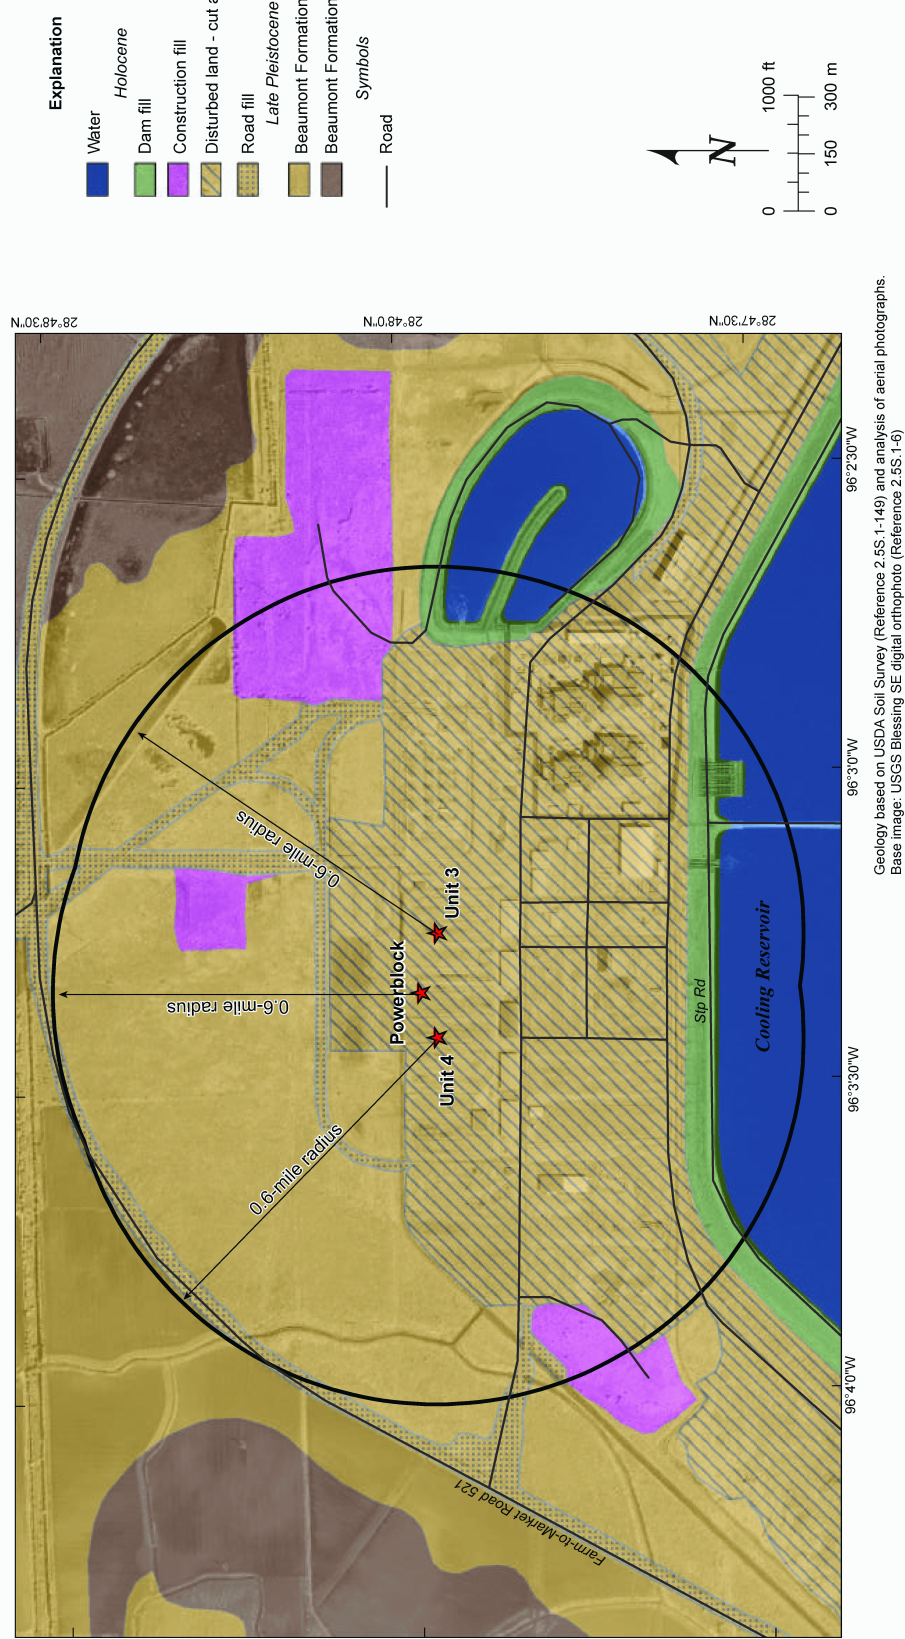 Explanation
Water
Holocene
Dam fill
Construction fill
Disturbed land - cut a
Road fill
Late Pleistocene
Beaumont Formation
Beaumont Formation
Symbols
Road
N
0
1000 ft
0
150
300 m
28°48'30"N
28°48'0"N
28°47'30"N
96°2'30"W
96°3'0"W
96°3'30"W
96°4'0"W
0.6-mile radius
0.6-mile radius
0.6-mile radius
Unit 3
Powerblock
Unit 4
Stp Rd
Cooling Reservoir
Farm-to-Market Road 521
Geology based on USDA Soil Survey (Reference 2.5S.1-149) and analysis of aerial photographs.
Base image: USGS Blessing SE digital orthophoto (Reference 2.5S.1-6)